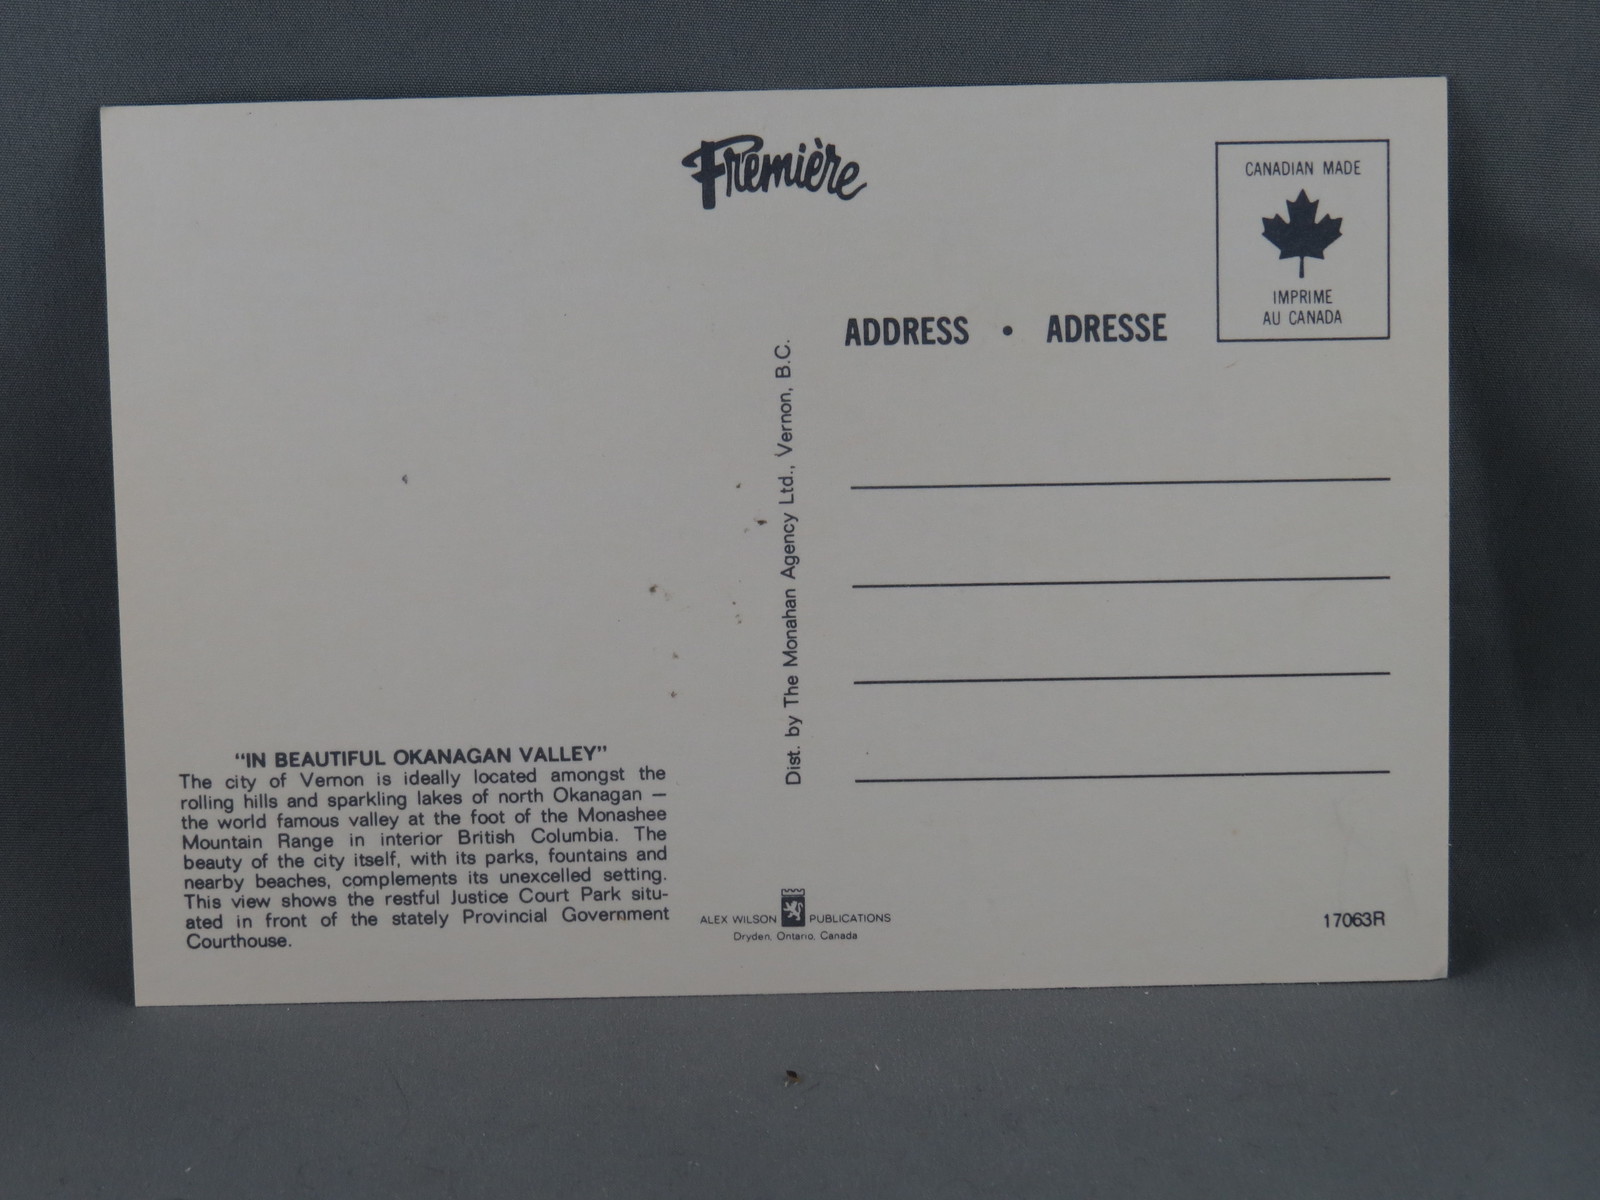 Fremière
CANADIAN MADE
IMPRIME
AU CANADA
ADDRESS • ADRESSE
Dist. by The Monahan Agency Ltd., Vernon, B.C.
"IN BEAUTIFUL OKANAGAN VALLEY"
The city of Vernon is ideally located amongst the
rolling hills and sparkling lakes of north Okanagan —
the world famous valley at the foot of the Monashee
Mountain Range in interior British Columbia. The
beauty of the city itself, with its parks, fountains and
nearby beaches, complements its unexcelled setting.
This view shows the restful Justice Court Park situ-
ated in front of the stately Provincial Government
Courthouse.
ALEX WILSON PUBLICATIONS
Dryden, Ontario, Canada
17063R